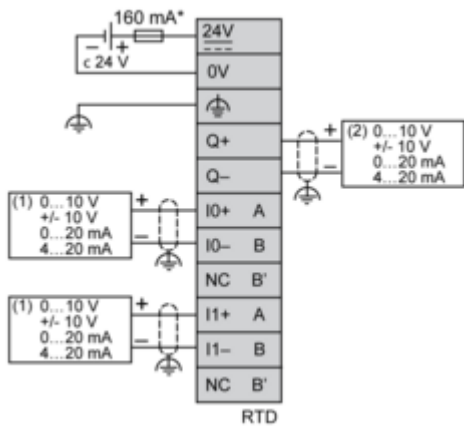 160 mA*
− +
c 24 V
24V
0V
Q+
Q−
I0+ A
I0− B
NC B'
I1+ A
I1− B
NC B'
RTD
+
−
(2) 0...10 V
+/- 10 V
0...20 mA
4...20 mA
(1) 0...10 V
+/- 10 V
0...20 mA
4...20 mA
+
−
(1) 0...10 V
+/- 10 V
0...20 mA
4...20 mA
+
−